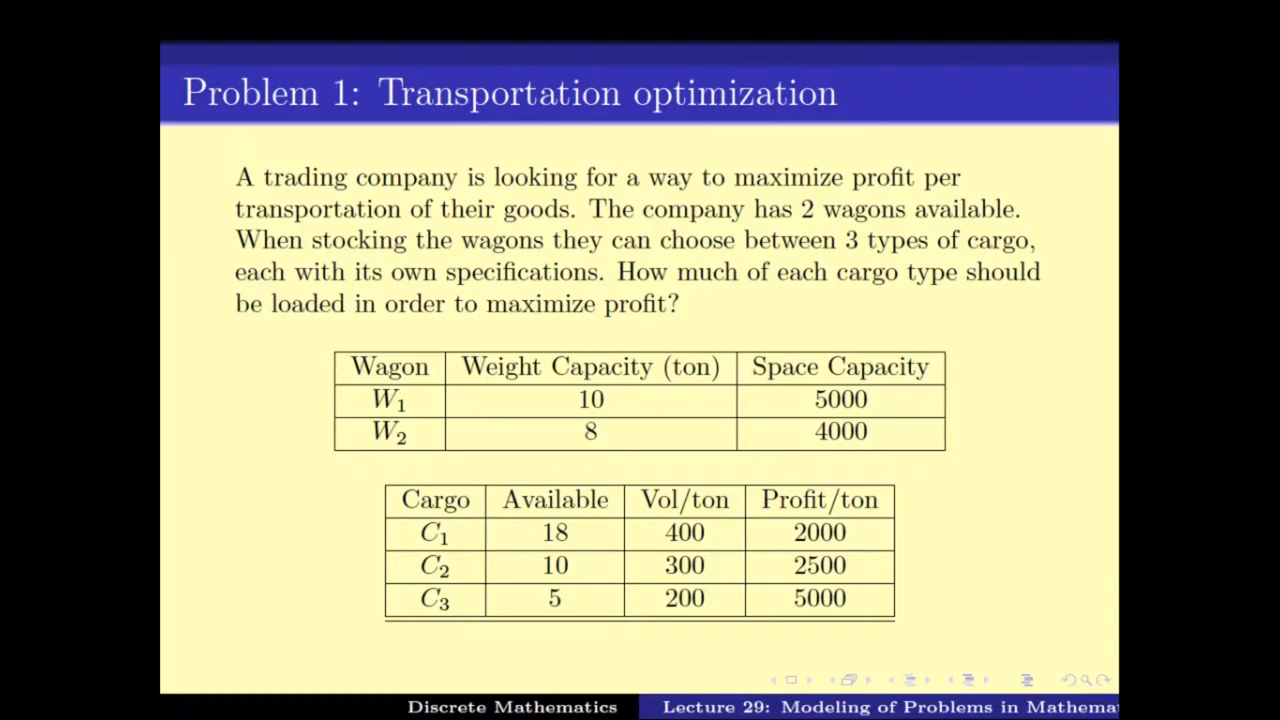 Problem 1: Transportation optimization
A trading company is looking for a way to maximize profit per
transportation of their goods. The company has 2 wagons available.
When stocking the wagons they can choose between 3 types of cargo,
each with its own specifications. How much of each cargo type should
be loaded in order to maximize profit?
Wagon Weight Capacity (ton) Space Capacity
W₁ 10 5000
W₂ 8 4000
Cargo Available Vol/ton Profit/ton
C₁ 18 400 2000
C₂ 10 300 2500
C₃ 5 200 5000
Discrete Mathematics Lecture 29: Modeling of Problems in Mathema